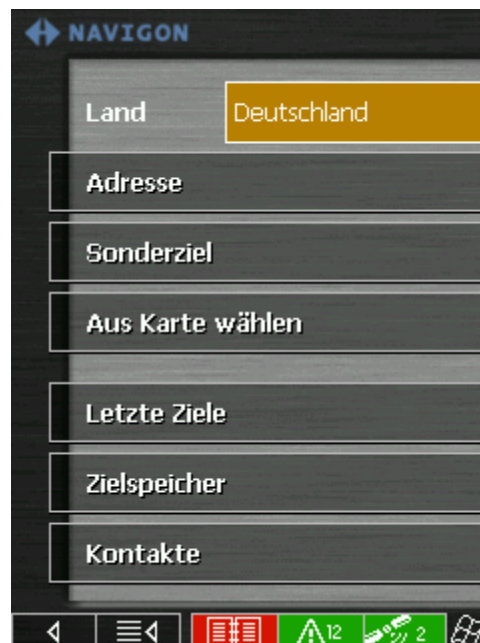 NAVIGON
Land Deutschland
Adresse
Sonderziel
Aus Karte wählen
Letzte Ziele
Zielspeicher
Kontakte
12 2